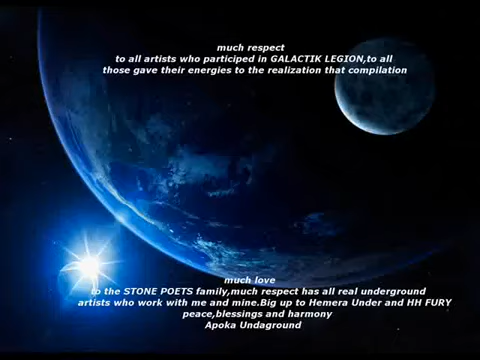 much respect
to all artists who participed in GALACTIK LEGION,to all
those gave their energies to the realization that compilation
much love
to the STONE POETS family,much respect has all real underground
artists who work with me and mine.Big up to Hemera Under and HH FURY
peace,blessings and harmony
Apoka Undaground